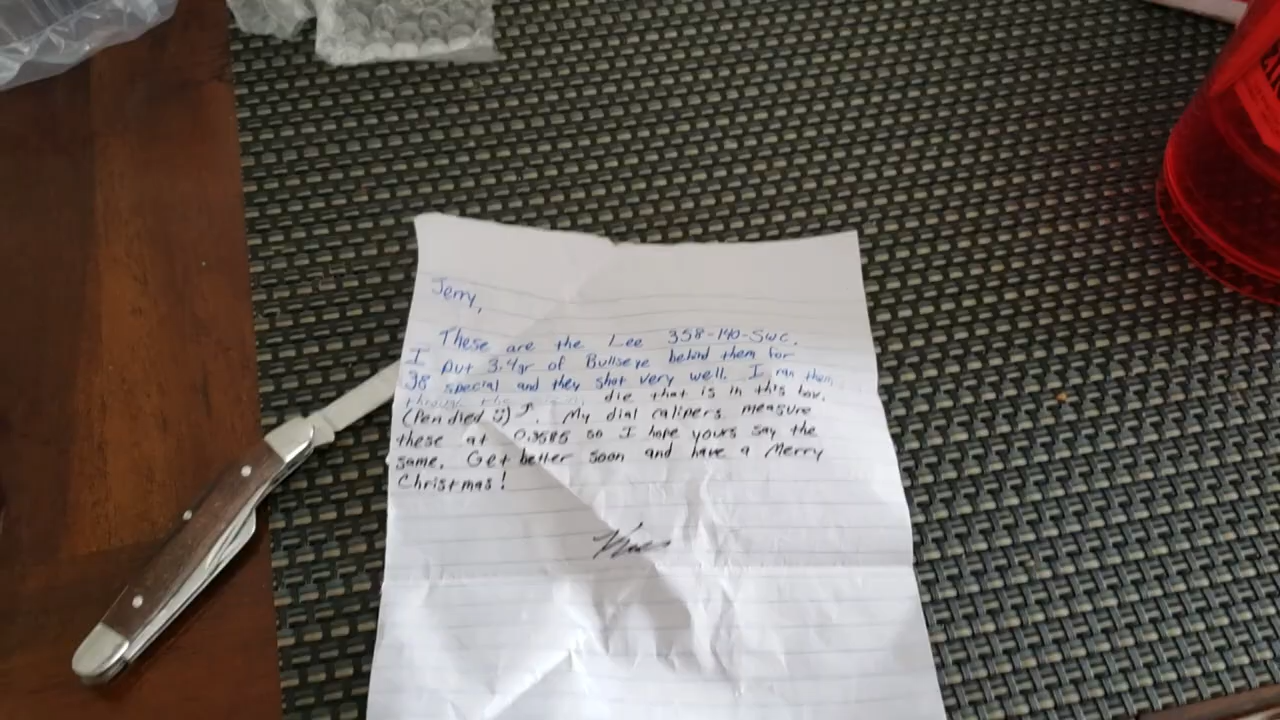 Jerry,
These are the Lee 358-140-SWC.
I put 3.4gr of Bullseye behind them for
38 special and they shot very well. I ran them
through the die that is in this box.
(Pen died Ü) ↑. My dial calipers measure
these at 0.3585 so I hope yours say the
same. Get better soon and have a Merry
Christmas!